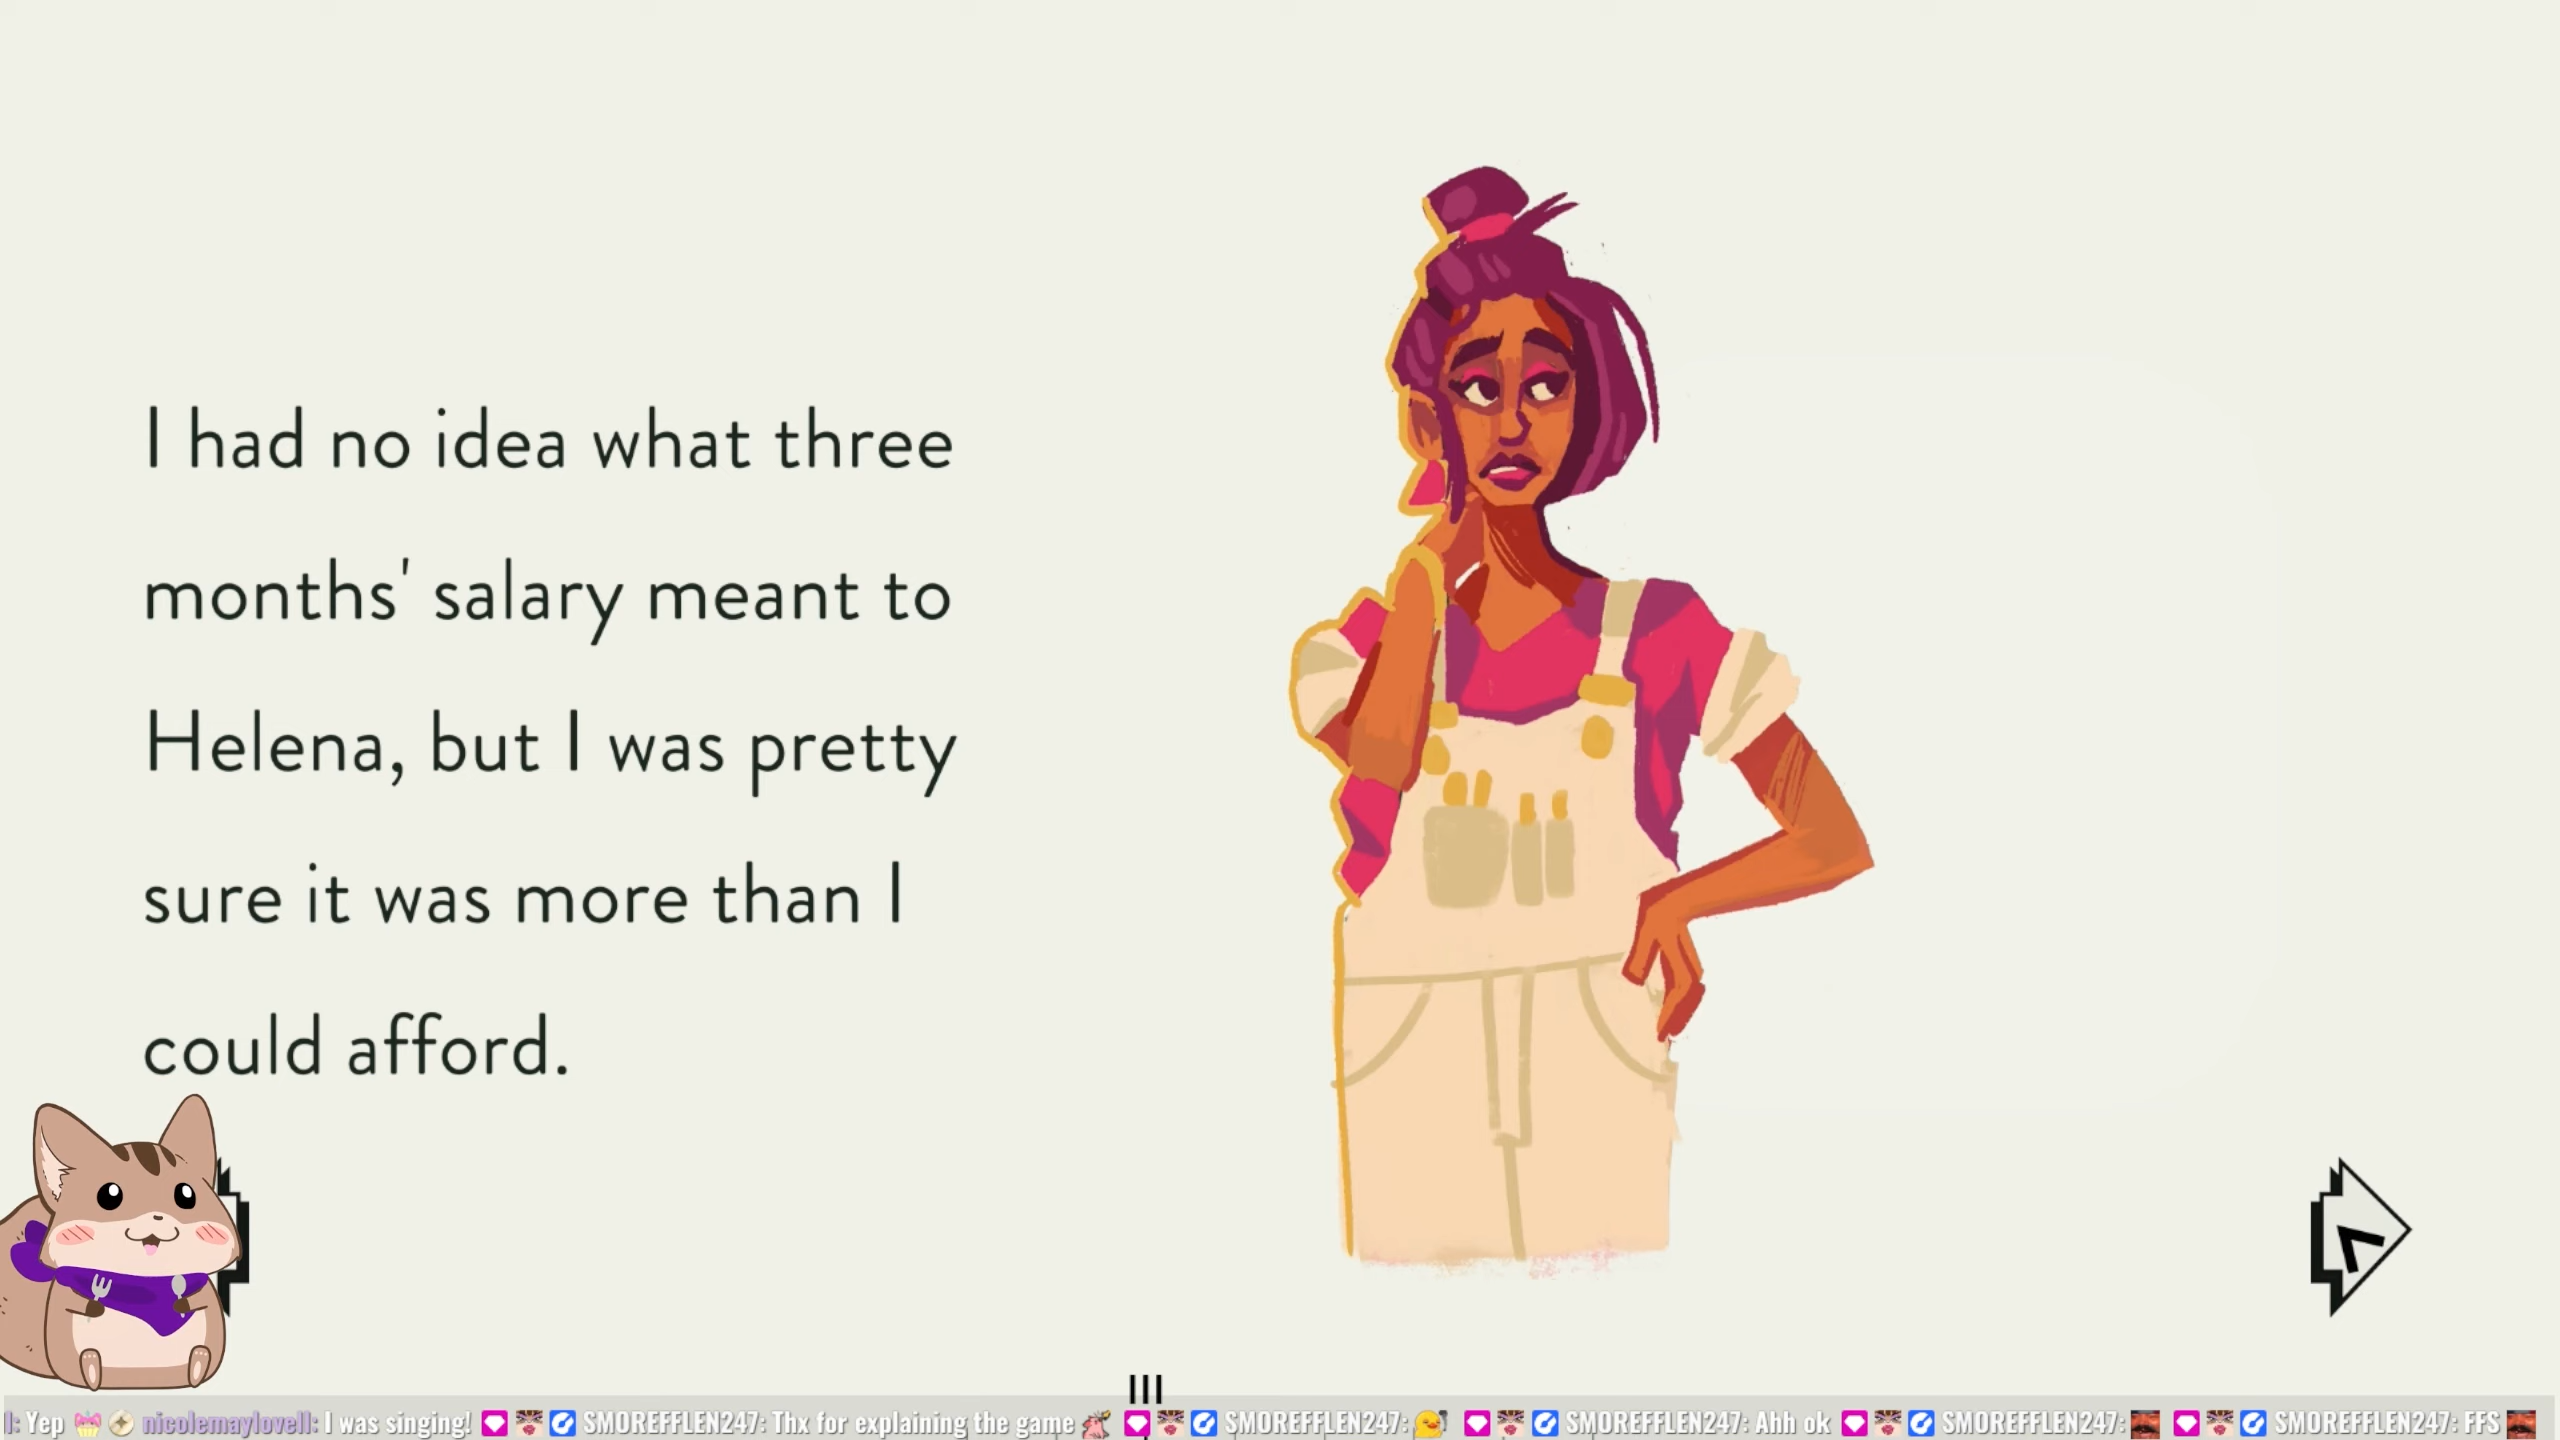 I had no idea what three
months' salary meant to
Helena, but I was pretty
sure it was more than I
could afford.
l: Yep nicolemaylovell: I was singing! SMOREFFLEN247: Thx for explaining the game SMOREFFLEN247: SMOREFFLEN247: Ahh ok SMOREFFLEN247: SMOREFFLEN247: FFS